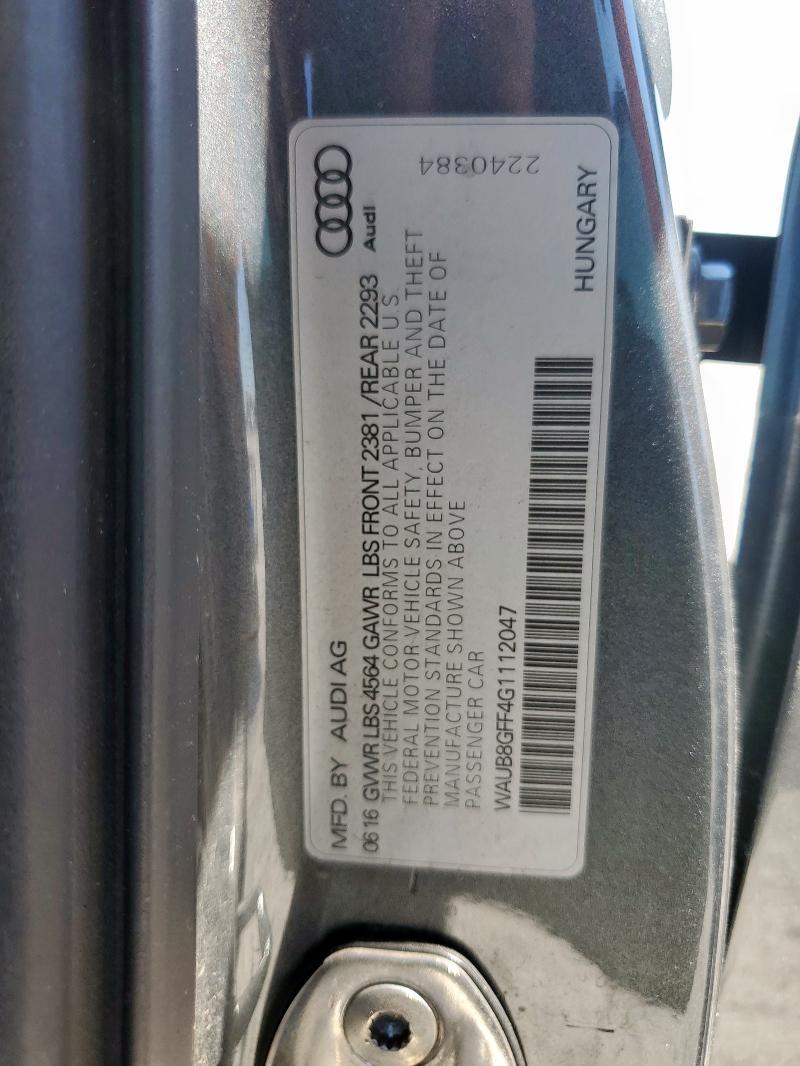 MFD. BY AUDI AG
Audi
0616 GVWR LBS 4564 GAWR LBS FRONT 2381 /REAR 2293
THIS VEHICLE CONFORMS TO ALL APPLICABLE U.S.
FEDERAL MOTOR VEHICLE SAFETY, BUMPER AND THEFT
PREVENTION STANDARDS IN EFFECT ON THE DATE OF
MANUFACTURE SHOWN ABOVE
PASSENGER CAR
2240384
WAUB8GFF4G1112047
HUNGARY